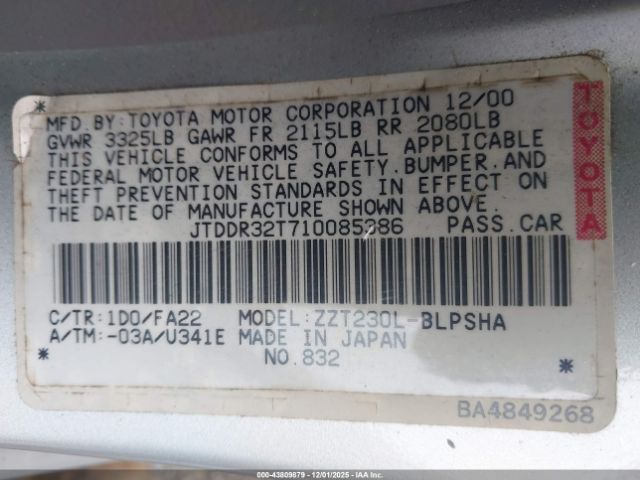 MFD.BY:TOYOTA MOTOR CORPORATION 12/00
GVWR 3325LB GAWR FR 2115LB RR 2080LB
THIS VEHICLE CONFORMS TO ALL APPLICABLE
FEDERAL MOTOR VEHICLE SAFETY.BUMPER.AND
THEFT PREVENTION STANDARDS IN EFFECT ON
THE DATE OF MANUFACTURE SHOWN ABOVE.
JTDDR32T710085386 PASS.CAR
TOYOTA
C/TR:1D0/FA22 MODEL:ZZT230L-BLPSHA
A/TM:-03A/U341E MADE IN JAPAN
NO.832
BA4849268
000-43809879 • 12/01/2025 • IAAI.COM